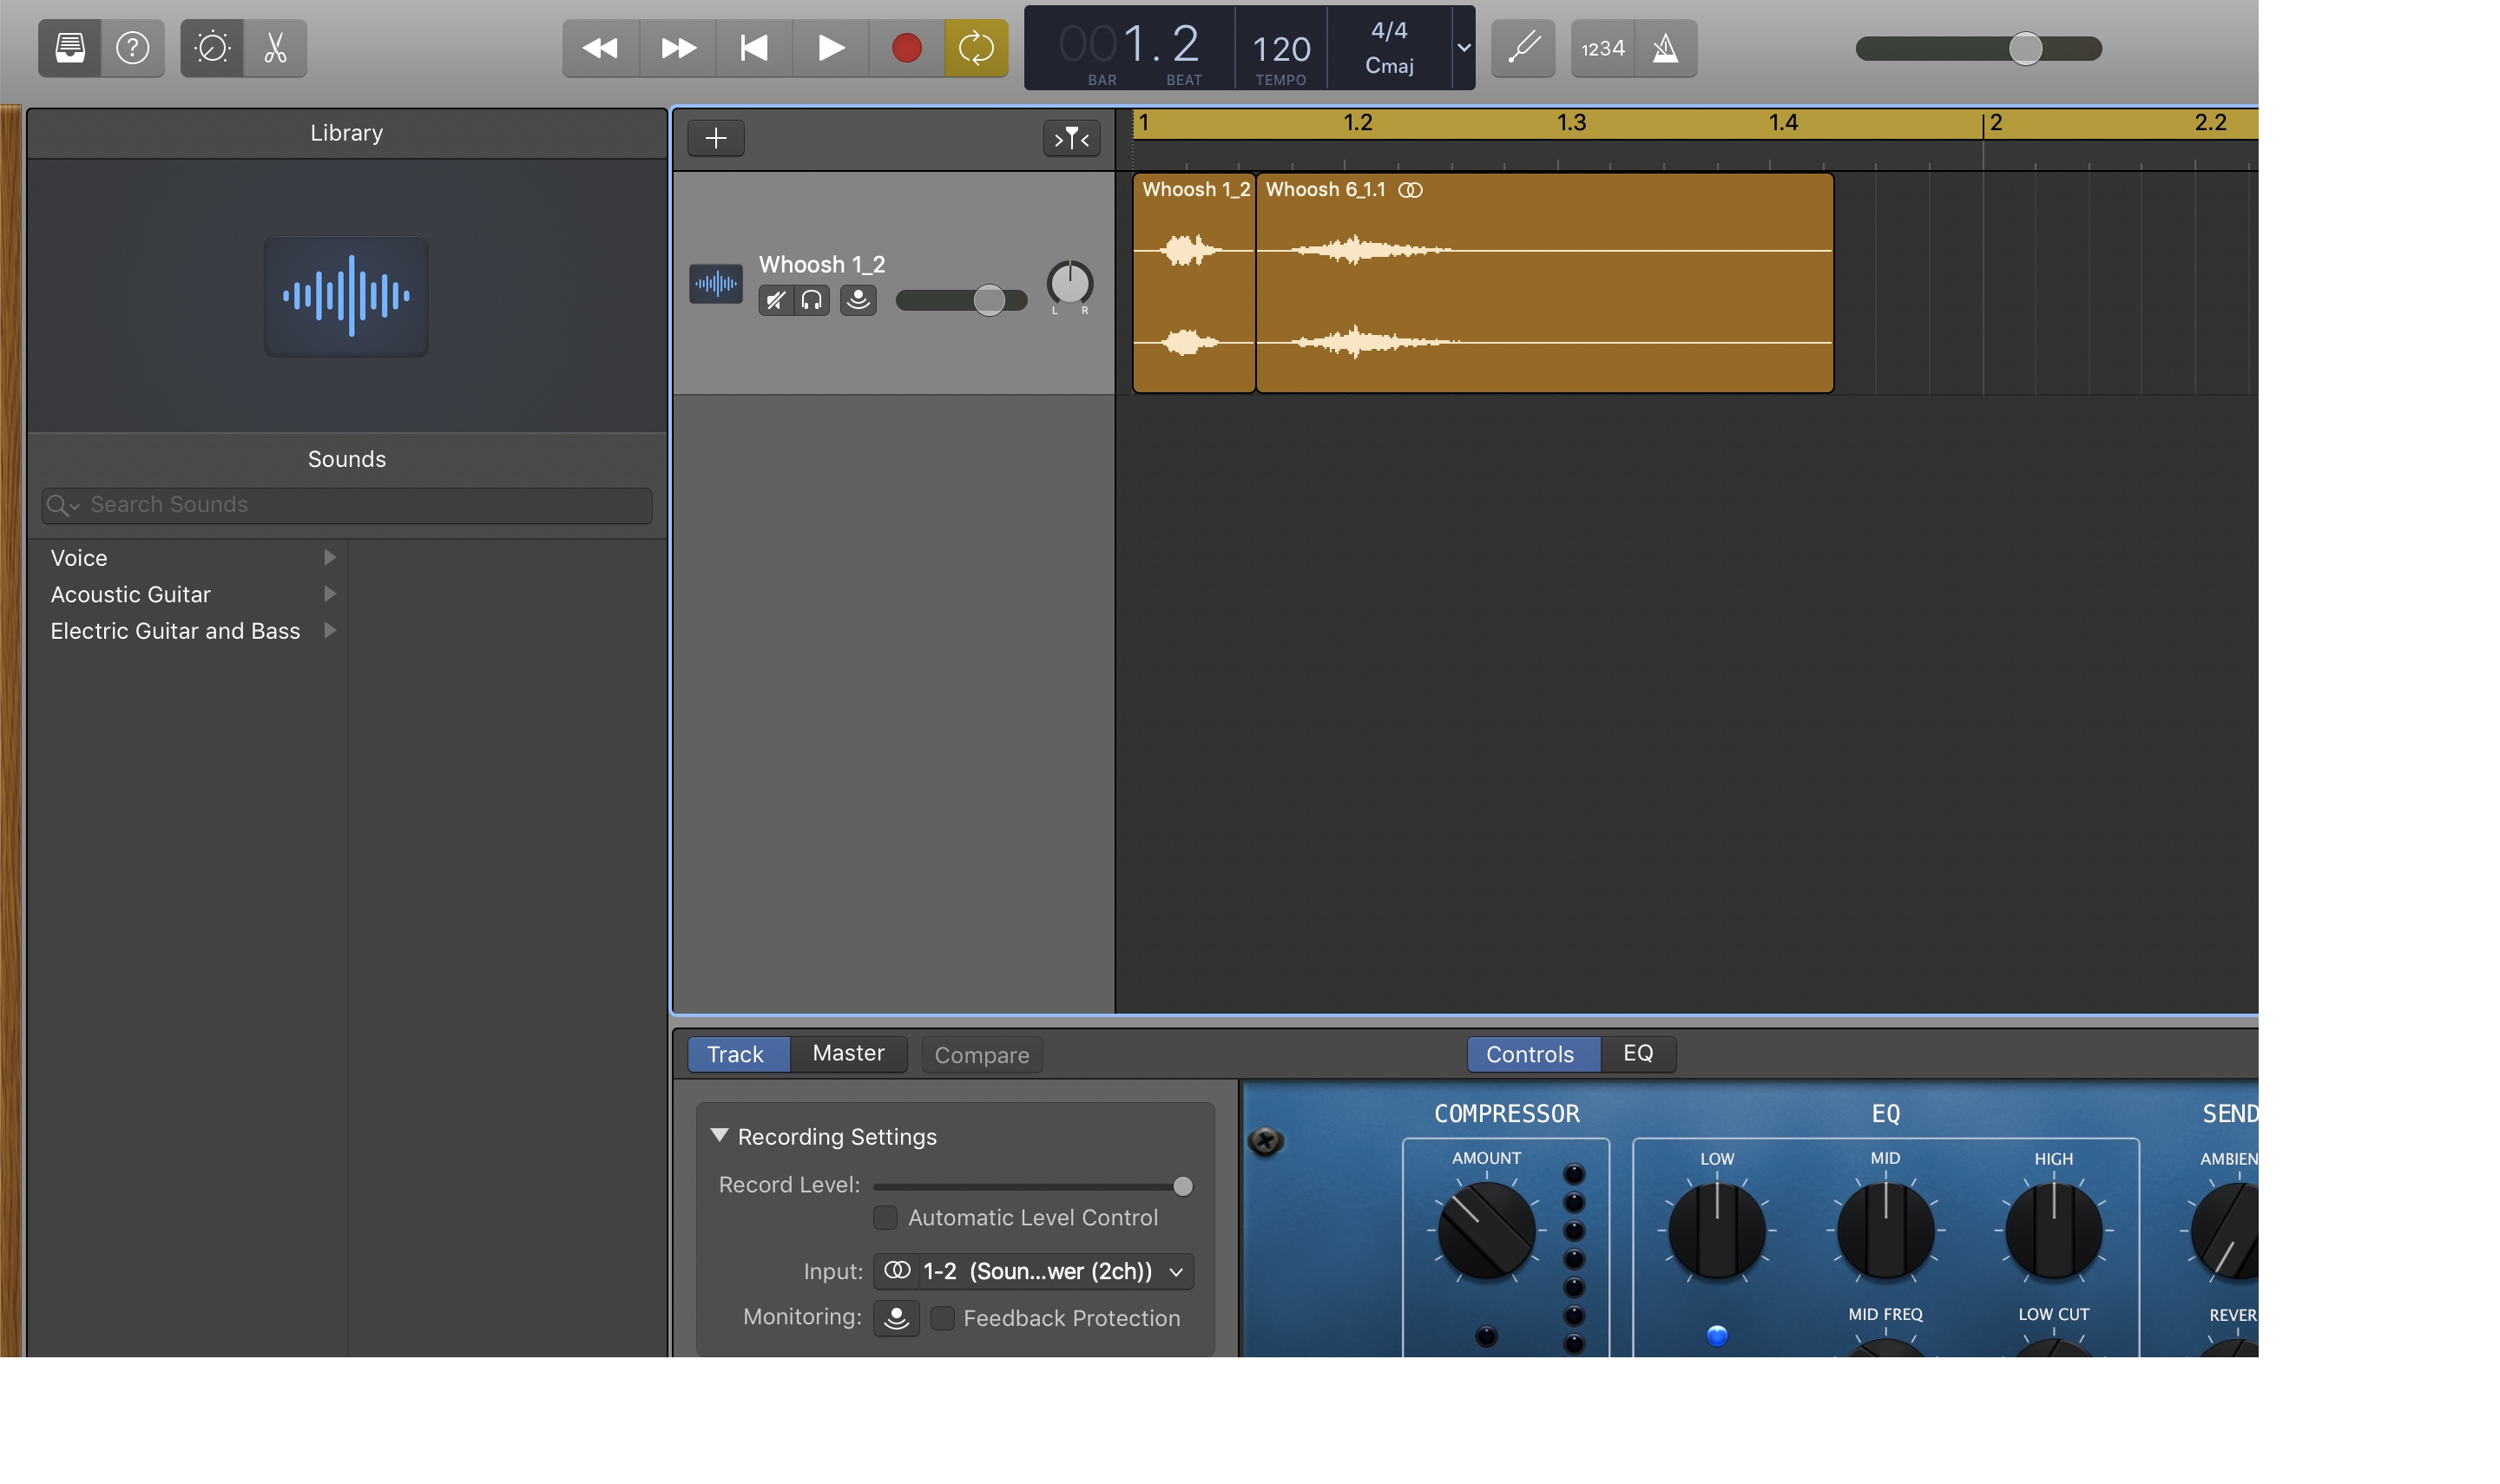 001.2
BAR
BEAT
120
TEMPO
4/4
Cmaj
1234
Library
1
1.2
1.3
1.4
2
2.2
Whoosh 1_2
Whoosh 6_1.1
Whoosh 1_2
L R
Sounds
Search Sounds
Voice
Acoustic Guitar
Electric Guitar and Bass
Track
Master
Compare
Controls
EQ
Recording Settings
Record Level:
Automatic Level Control
Input:
1-2 (Soun...wer (2ch))
Monitoring:
Feedback Protection
COMPRESSOR
EQ
SEND
AMOUNT
LOW
MID
HIGH
AMBIEN
MID FREQ
LOW CUT
REVER